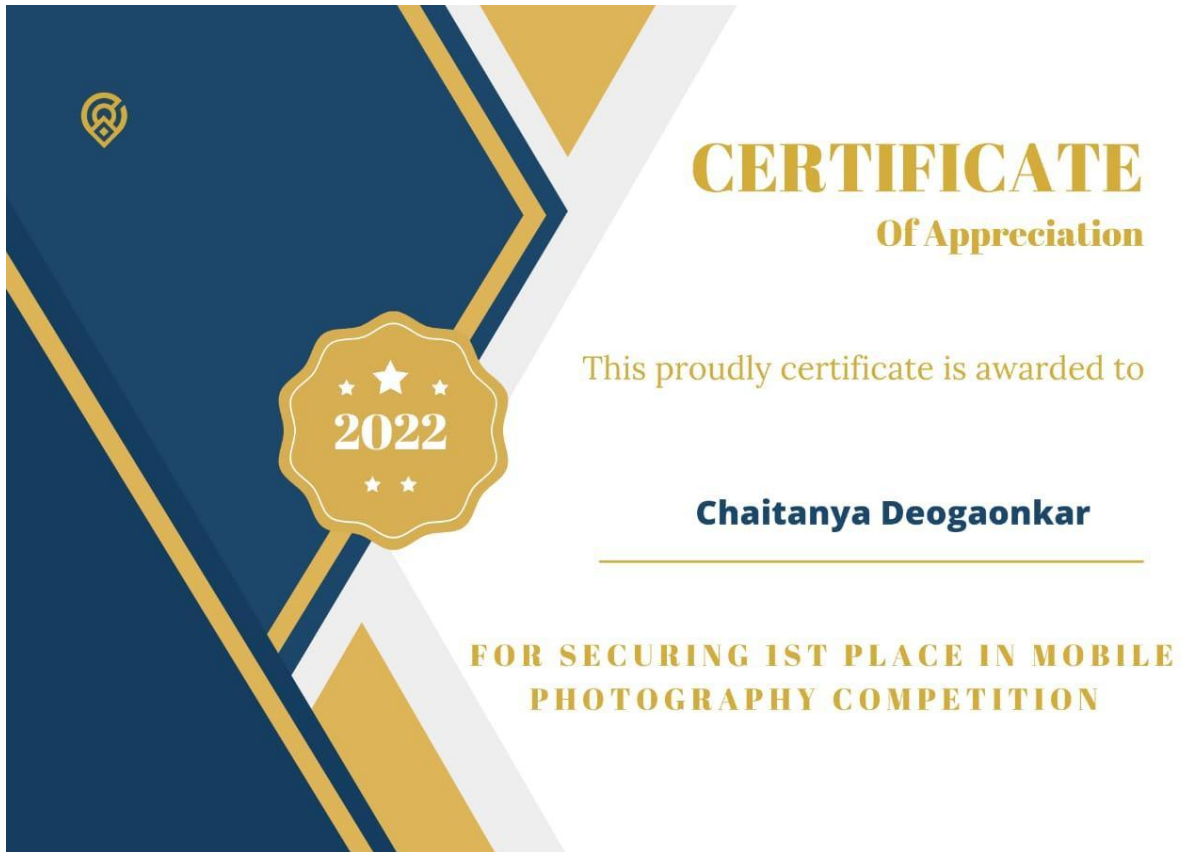 CERTIFICATE
Of Appreciation
This proudly certificate is awarded to
2022
Chaitanya Deogaonkar
FOR SECURING 1ST PLACE IN MOBILE
PHOTOGRAPHY COMPETITION